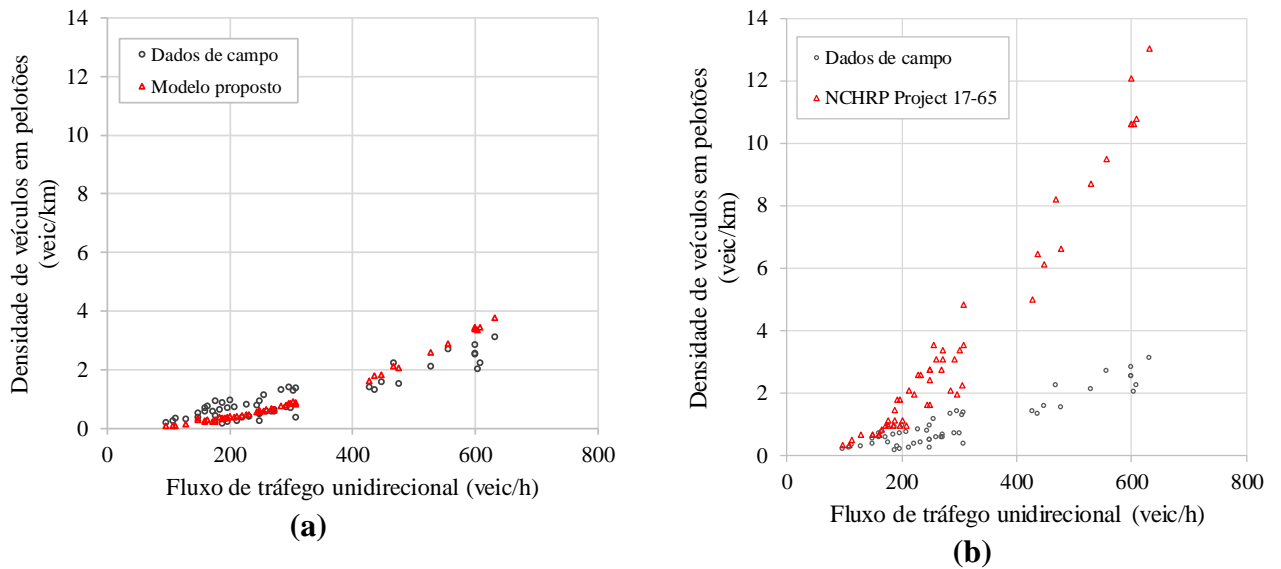 14
12
10
8
6
4
2
0
Densidade de veículos em pelotões
(veic/km)
Dados de campo
Modelo proposto
0
200
400
600
800
Fluxo de tráfego unidirecional (veic/h)
(a)
14
12
10
8
6
4
2
0
Densidade de veículos em pelotões
(veic/km)
Dados de campo
NCHRP Project 17-65
0
200
400
600
800
Fluxo de tráfego unidirecional (veic/h)
(b)